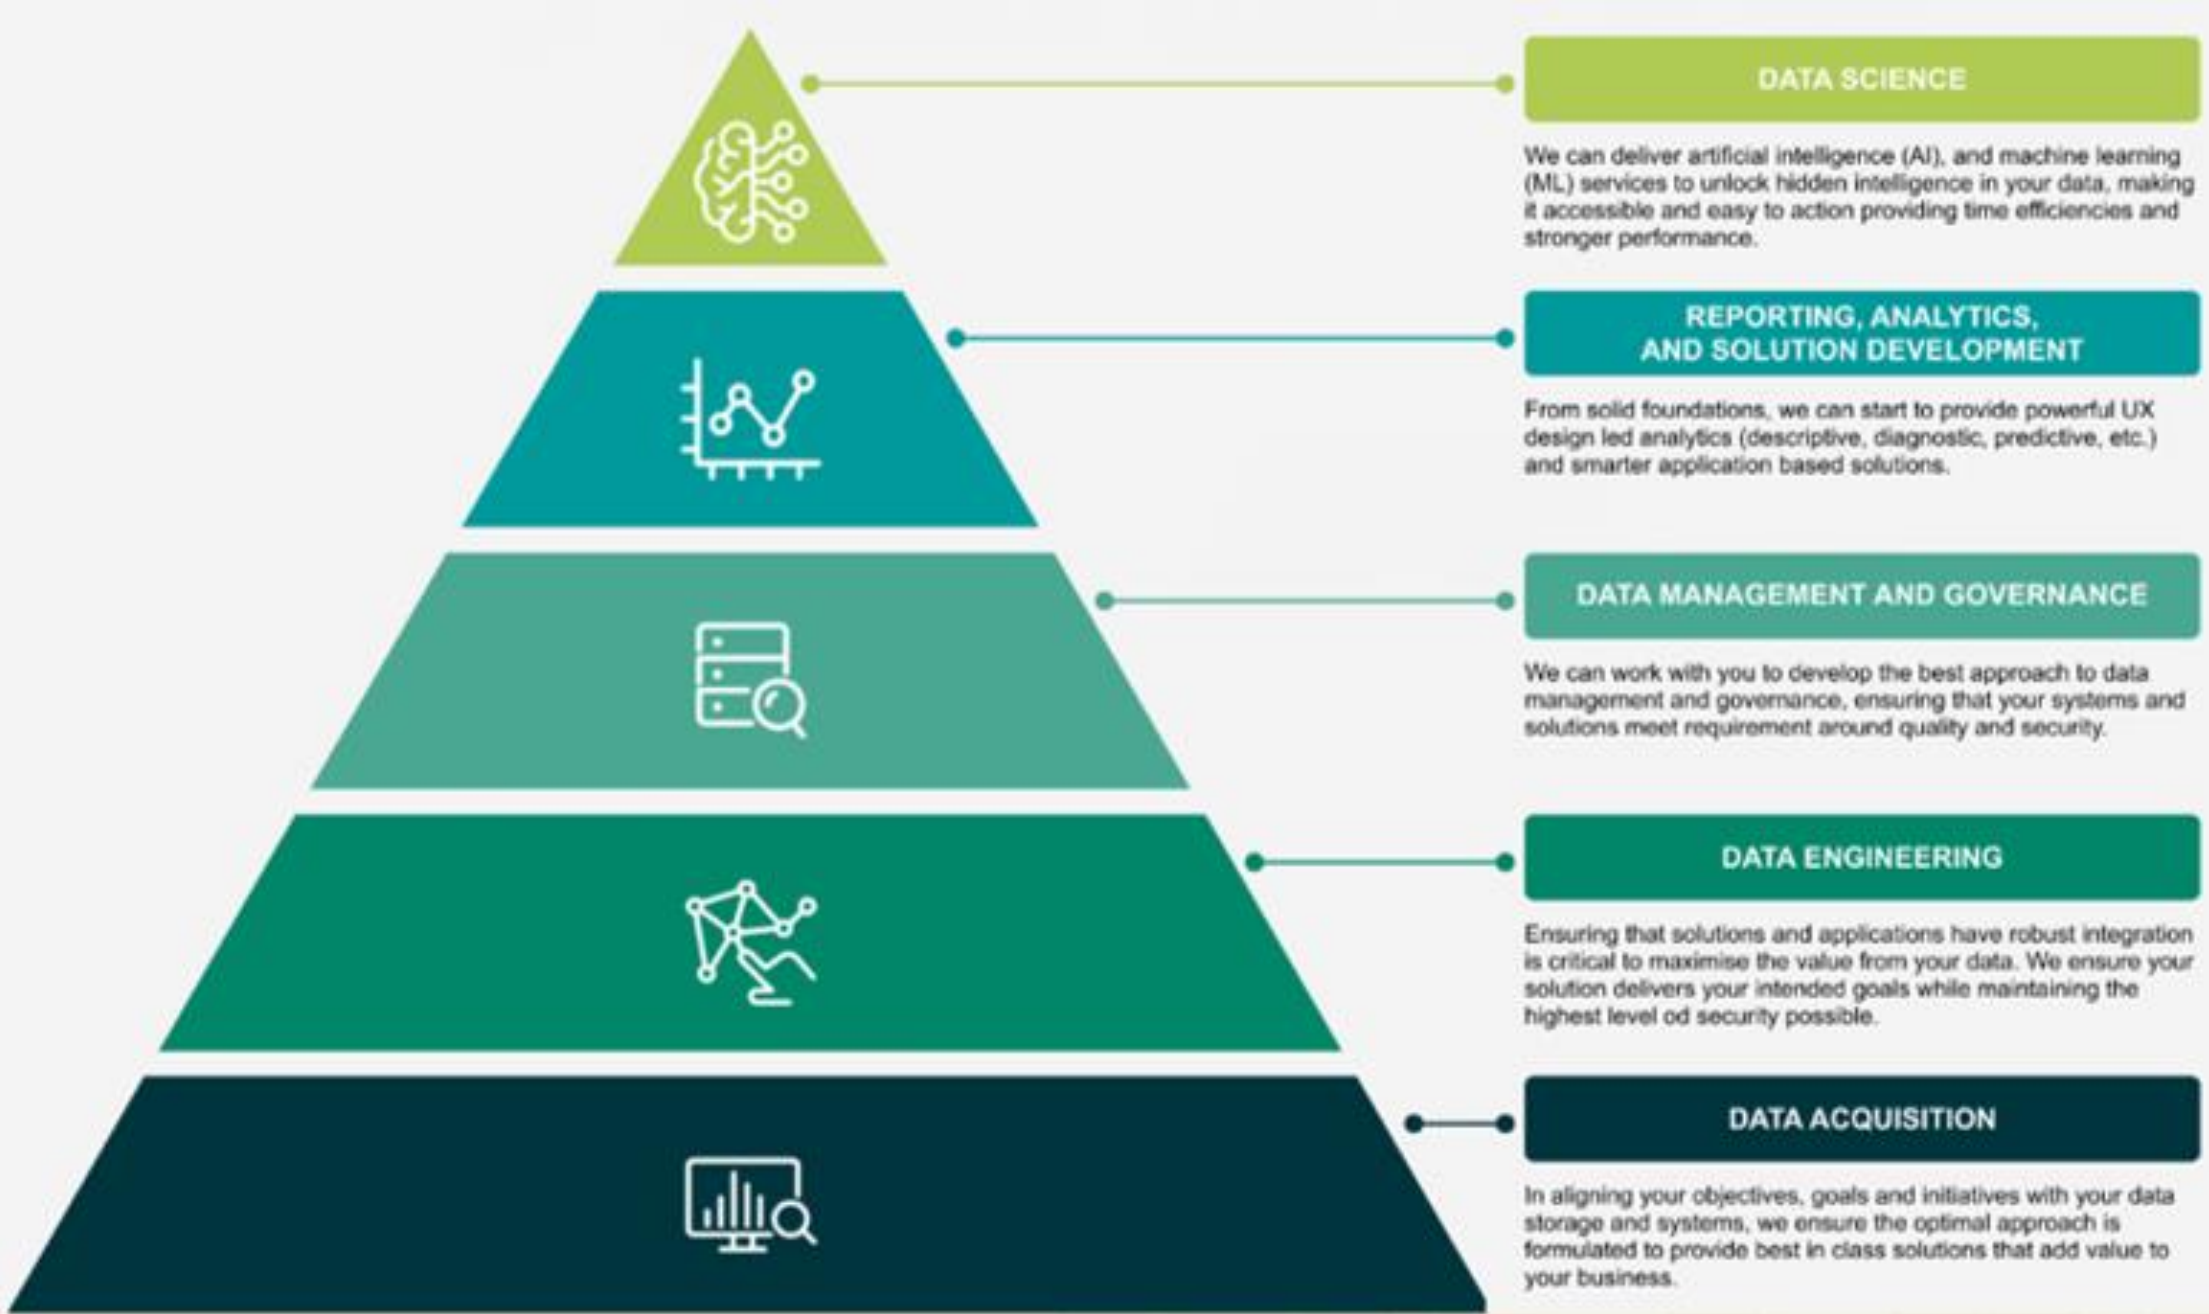 DATA SCIENCE
We can deliver artificial intelligence (AI), and machine learning
(ML) services to unlock hidden intelligence in your data, making
it accessible and easy to action providing time efficiencies and
stronger performance.
REPORTING, ANALYTICS,
AND SOLUTION DEVELOPMENT
From solid foundations, we can start to provide powerful UX
design led analytics (descriptive, diagnostic, predictive, etc.)
and smarter application based solutions.
DATA MANAGEMENT AND GOVERNANCE
We can work with you to develop the best approach to data
management and governance, ensuring that your systems and
solutions meet requirement around quality and security.
DATA ENGINEERING
Ensuring that solutions and applications have robust integration
is critical to maximise the value from your data. We ensure your
solution delivers your intended goals while maintaining the
highest level od security possible.
DATA ACQUISITION
In aligning your objectives, goals and initiatives with your data
storage and systems, we ensure the optimal approach is
formulated to provide best in class solutions that add value to
your business.